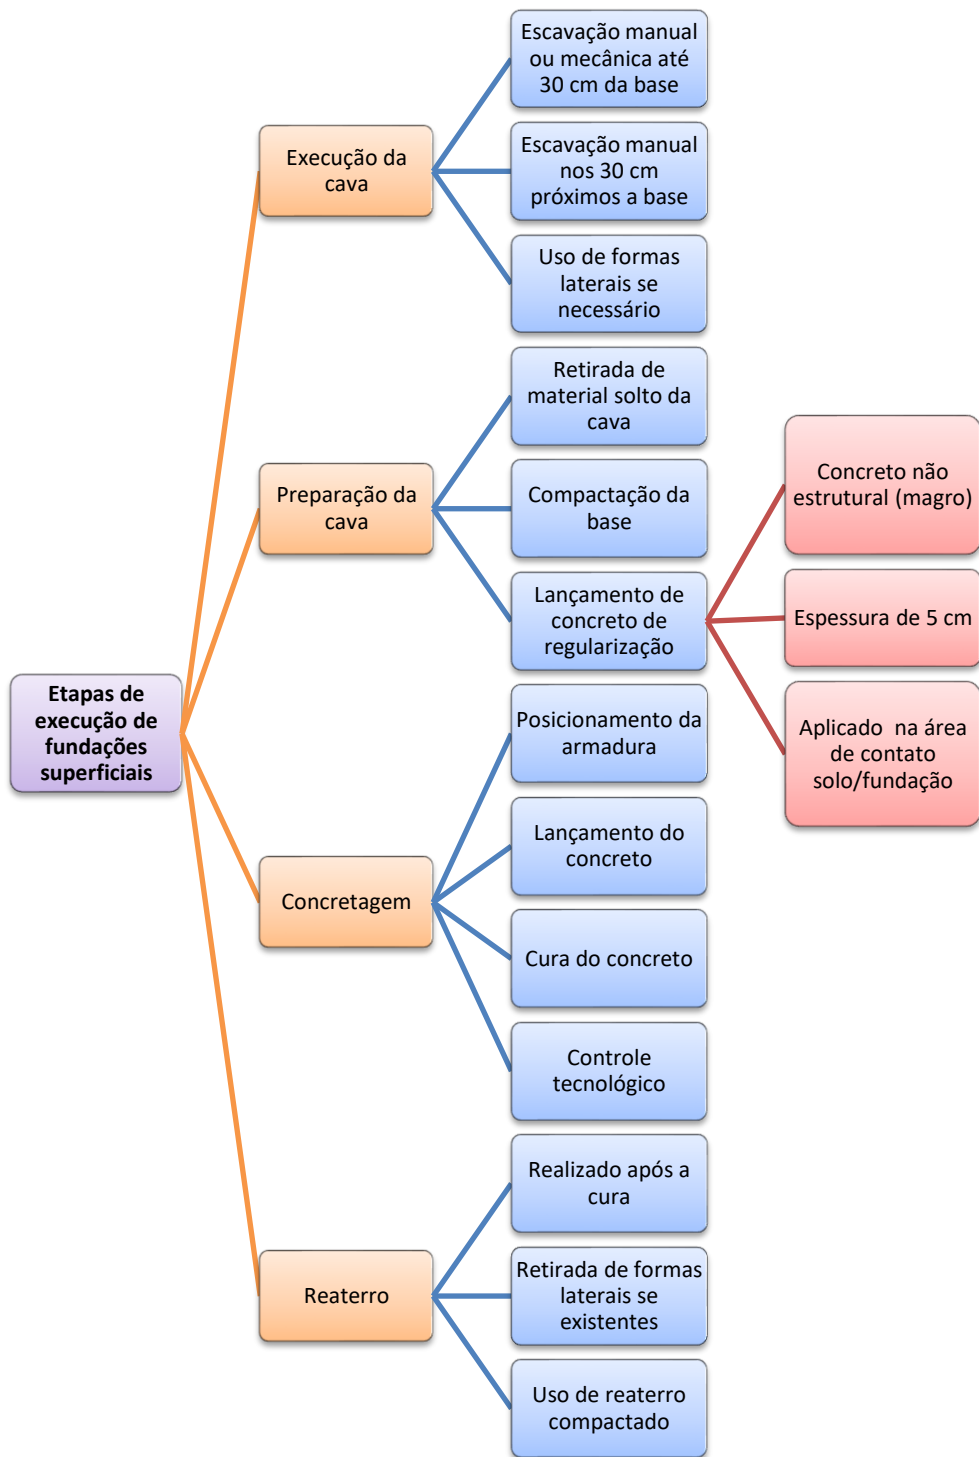 Etapas de
execução de
fundações
superficiais
Execução da
cava
Escavação manual
ou mecânica até
30 cm da base
Escavação manual
nos 30 cm
próximos a base
Uso de formas
laterais se
necessário
Preparação da
cava
Retirada de
material solto da
cava
Compactação da
base
Lançamento de
concreto de
regularização
Concreto não
estrutural (magro)
Espessura de 5 cm
Aplicado  na área
de contato
solo/fundação
Concretagem
Posicionamento da
armadura
Lançamento do
concreto
Cura do concreto
Controle
tecnológico
Reaterro
Realizado após a
cura
Retirada de formas
laterais se
existentes
Uso de reaterro
compactado